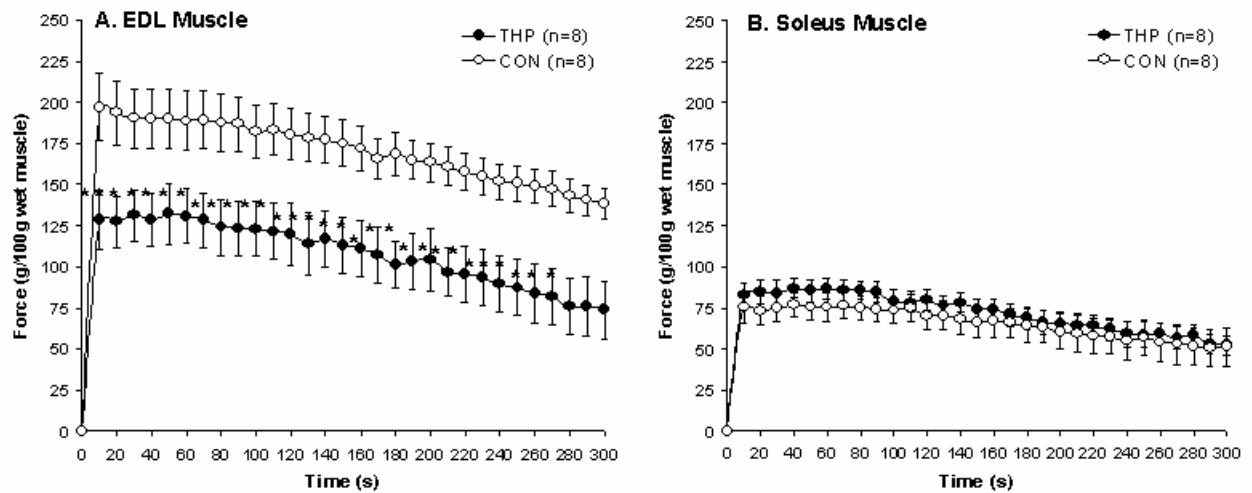 A. EDL Muscle
THP (n=8)
CON (n=8)
Force (g/100g wet muscle)
250
225
200
175
150
125
100
75
50
25
0
* * * * * * * * * * * * * * * * * * * * * * * * * * * *
0 20 40 60 80 100 120 140 160 180 200 220 240 260 280 300
Time (s)
B. Soleus Muscle
THP (n=8)
CON (n=8)
Force (g/100g wet muscle)
250
225
200
175
150
125
100
75
50
25
0
0 20 40 60 80 100 120 140 160 180 200 220 240 260 280 300
Time (s)